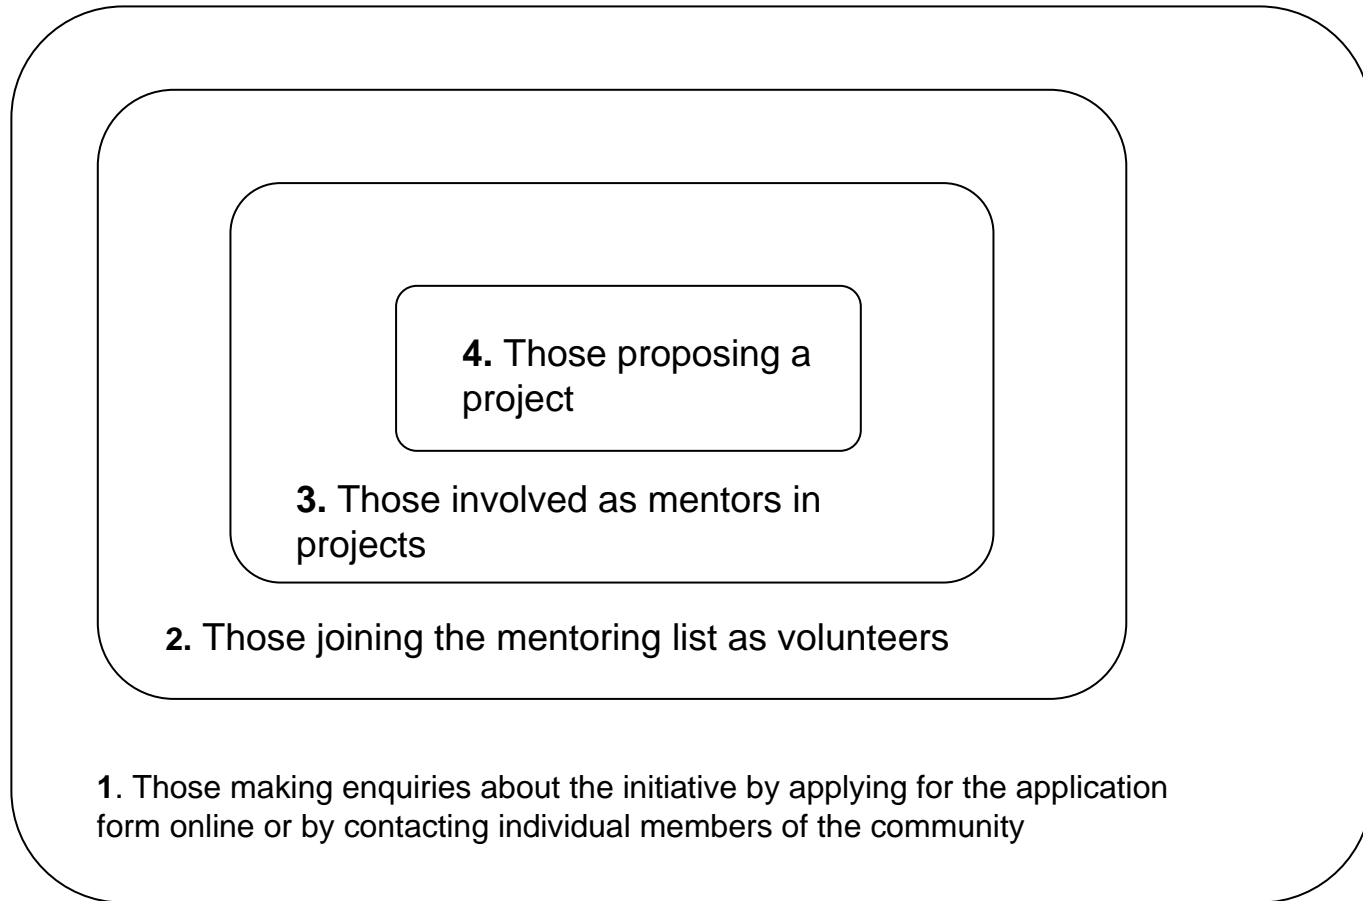 4. Those proposing a
project
3. Those involved as mentors in
projects
2. Those joining the mentoring list as volunteers
1. Those making enquiries about the initiative by applying for the application
form online or by contacting individual members of the community